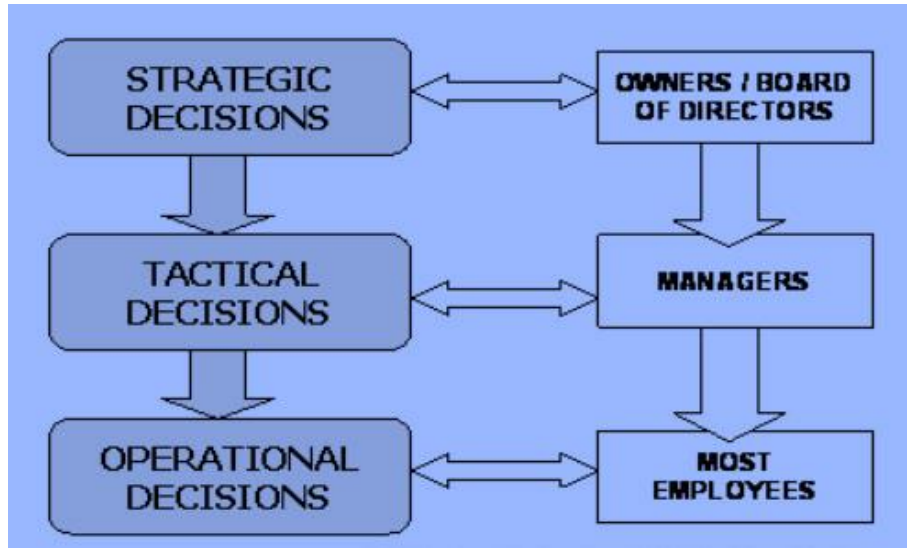 STRATEGIC
DECISIONS
OWNERS / BOARD
OF DIRECTORS
TACTICAL
DECISIONS
MANAGERS
OPERATIONAL
DECISIONS
MOST
EMPLOYEES